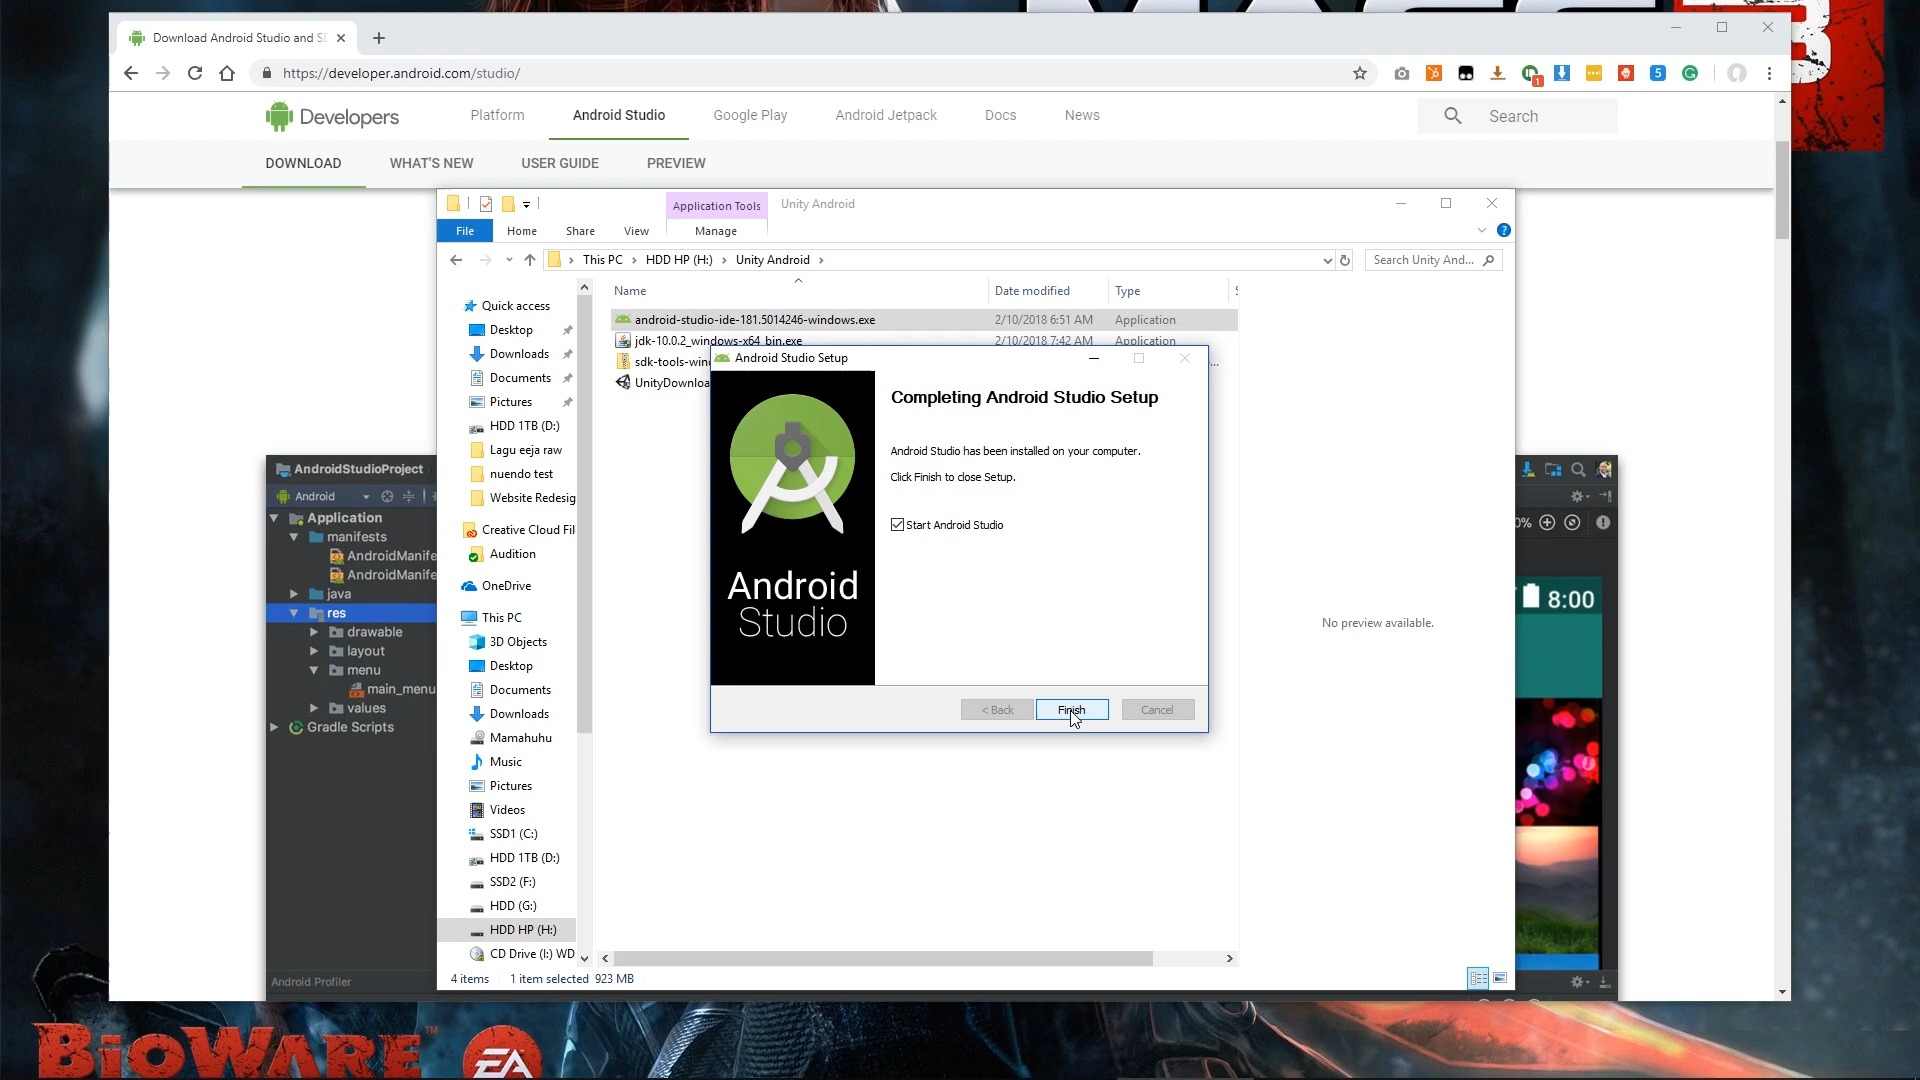 Download Android Studio and S
https://developer.android.com/studio/
1
5
Developers
Platform
Android Studio
Google Play
Android Jetpack
Docs
News
Search
DOWNLOAD
WHAT'S NEW
USER GUIDE
PREVIEW
Application Tools
Unity Android
File
Home
Share
View
Manage
This PC
HDD HP (H:)
Unity Android
Search Unity And...
Name
Date modified
Type
Quick access
Desktop
Downloads
Documents
Pictures
HDD 1TB (D:)
Lagu eeja raw
nuendo test
Website Redesig
Creative Cloud Fil
Audition
OneDrive
This PC
3D Objects
Desktop
Documents
Downloads
Mamahuhu
Music
Pictures
Videos
SSD1 (C:)
HDD 1TB (D:)
SSD2 (F:)
HDD (G:)
HDD HP (H:)
CD Drive (I:) WD
android-studio-ide-181.5014246-windows.exe
2/10/2018 6:51 AM
Application
jdk-10.0.2_windows-x64_bin.exe
2/10/2018 7:42 AM
Application
sdk-tools-win
UnityDownloa
Android Studio Setup
Completing Android Studio Setup
Android Studio has been installed on your computer.
Click Finish to close Setup.
Start Android Studio
Android
Studio
< Back
Finish
Cancel
No preview available.
4 items
1 item selected
923 MB
AndroidStudioProject
Android
Application
manifests
AndroidManife
AndroidManife
java
res
drawable
layout
menu
main_menu
values
Gradle Scripts
Android Profiler
0%
8:00
BIOWARE™
EA